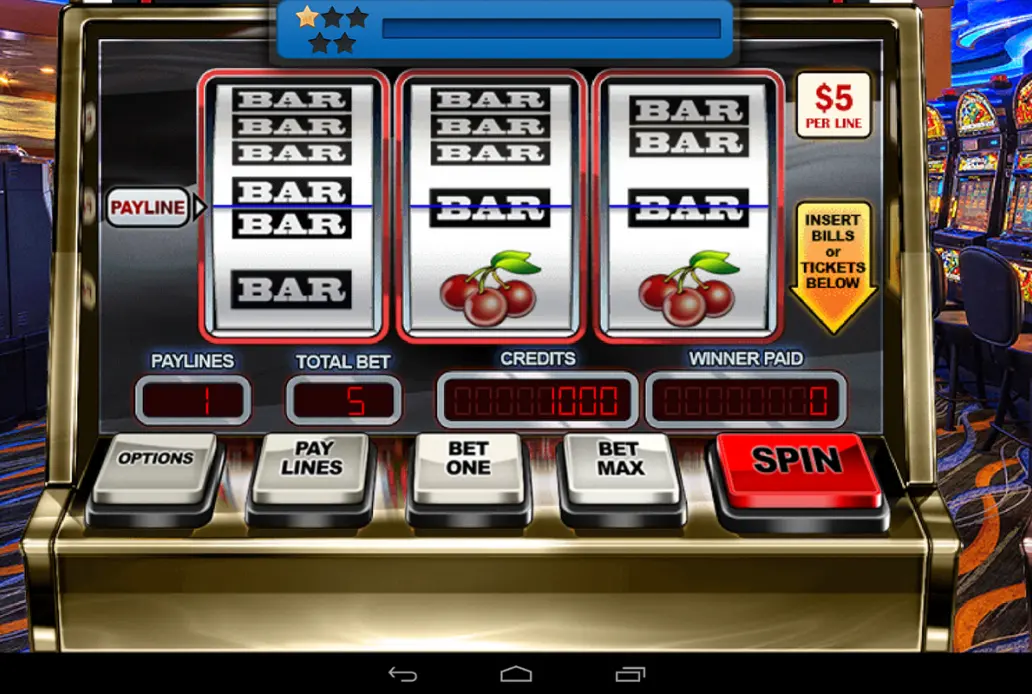 BAR BAR
BAR BAR BAR
BAR BAR BAR
$5
PER LINE
BAR
BAR BAR BAR
BAR
PAYLINE
INSERT
BILLS
or
TICKETS
BELOW
BAR
PAYLINES TOTAL BET CREDITS WINNER PAID
1 5 1000 0
OPTIONS
PAY
LINES
BET
ONE
BET
MAX
SPIN